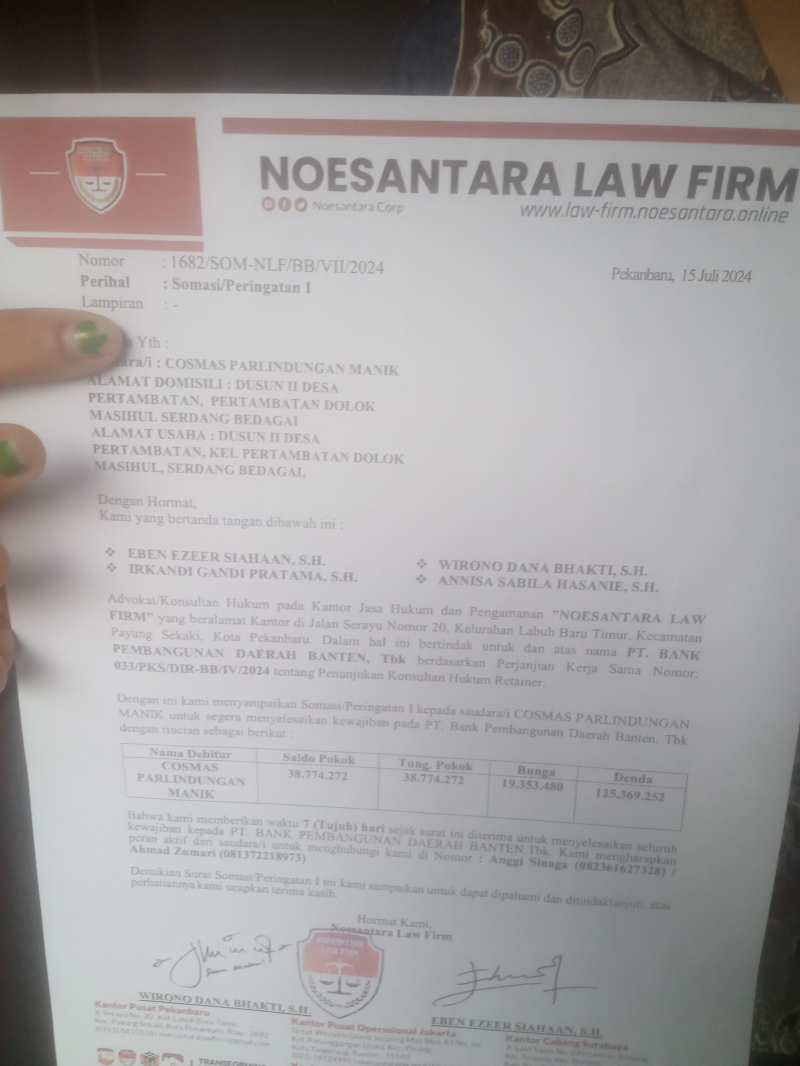 NOESANTARA LAW FIRM
Noesantara Corp
www.law-firm.noesantara.online
Nomor : 1682/SOM-NLF/BB/VII/2024
Pekanbaru, 15 Juli 2024
Perihal : Somasi/Peringatan I
Lampiran : -
Yth :
ara/i : COSMAS PARLINDUNGAN MANIK
ALAMAT DOMISILI : DUSUN II DESA
PERTAMBATAN, PERTAMBATAN DOLOK
MASIHUL SERDANG BEDAGAI
ALAMAT USAHA : DUSUN II DESA
PERTAMBATAN, KEL PERTAMBATAN DOLOK
MASIHUL, SERDANG BEDAGAI,
Dengan Hormat,
Kami yang bertanda tangan dibawah ini :
❖ EBEN EZEER SIAHAAN, S.H.
❖ WIRONO DANA BHAKTI, S.H.
❖ IRKANDI GANDI PRATAMA, S.H.
❖ ANNISA SABILA HASANIE, S.H.
Advokat/Konsultan Hukum pada Kantor Jasa Hukum dan Pengamanan "NOESANTARA LAW
FIRM" yang beralamat Kantor di Jalan Serayu Nomor 20, Kelurahan Labuh Baru Timur, Kecamatan
Payung Sekaki, Kota Pekanbaru. Dalam hal ini bertindak untuk dan atas nama PT. BANK
PEMBANGUNAN DAERAH BANTEN, Tbk berdasarkan Perjanjian Kerja Sama Nomor:
033/PKS/DIR-BB/IV/2024 tentang Penunjukan Konsultan Hukum Retainer.
Dengan ini kami menyampaikan Somasi/Peringatan I kepada saudara/i COSMAS PARLINDUNGAN
MANIK untuk segera menyelesaikan kewajiban pada PT. Bank Pembangunan Daerah Banten, Tbk
dengan rincian sebagai berikut :
Nama Debitur Saldo Pokok Tung. Pokok Bunga Denda
COSMAS PARLINDUNGAN MANIK 38.774.272 38.774.272 19.353.480 125.369.252
Bahwa kami memberikan waktu 7 (Tujuh) hari sejak surat ini diterima untuk menyelesaikan seluruh
kewajiban kepada PT. BANK PEMBANGUNAN DAERAH BANTEN,Tbk. Kami mengharapkan
peran aktif dari saudara/i untuk menghubungi kami di Nomor : Anggi Sinaga (082361627328) /
Ahmad Zumari (081372218973)
Demikian Surat Somasi/Peringatan I ini kami sampaikan untuk dapat dipahami dan ditindaklanjuti, atas
perhatiannya kami ucapkan terima kasih.
Hormat Kami,
Noesantara Law Firm
WIRONO DANA BHAKTI, S.H.
EBEN EZEER SIAHAAN, S.H.
Kantor Pusat Pekanbaru
Kantor Pusat Operasional Jakarta
Kantor Cabang Surabaya